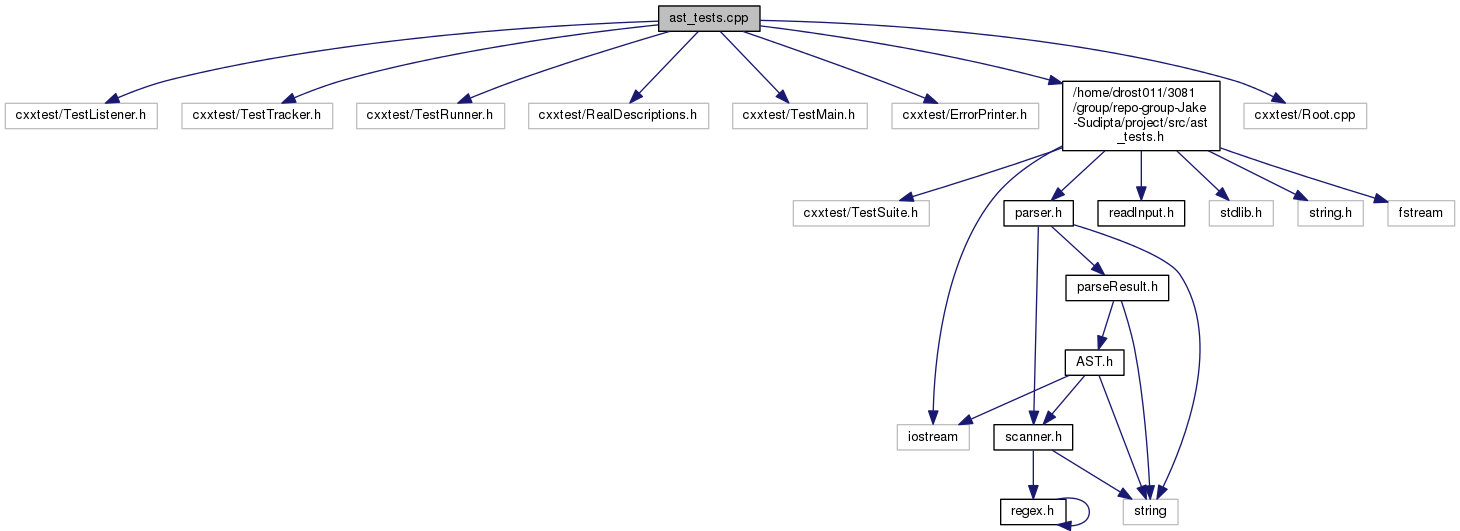 ast_tests.cpp
cxxtest/TestListener.h
cxxtest/TestTracker.h
cxxtest/TestRunner.h
cxxtest/RealDescriptions.h
cxxtest/TestMain.h
cxxtest/ErrorPrinter.h
/home/drost011/3081
/group/repo-group-Jake
-Sudipta/project/src/ast
_tests.h
cxxtest/Root.cpp
cxxtest/TestSuite.h
parser.h
readInput.h
stdlib.h
string.h
fstream
parseResult.h
AST.h
iostream
scanner.h
regex.h
string